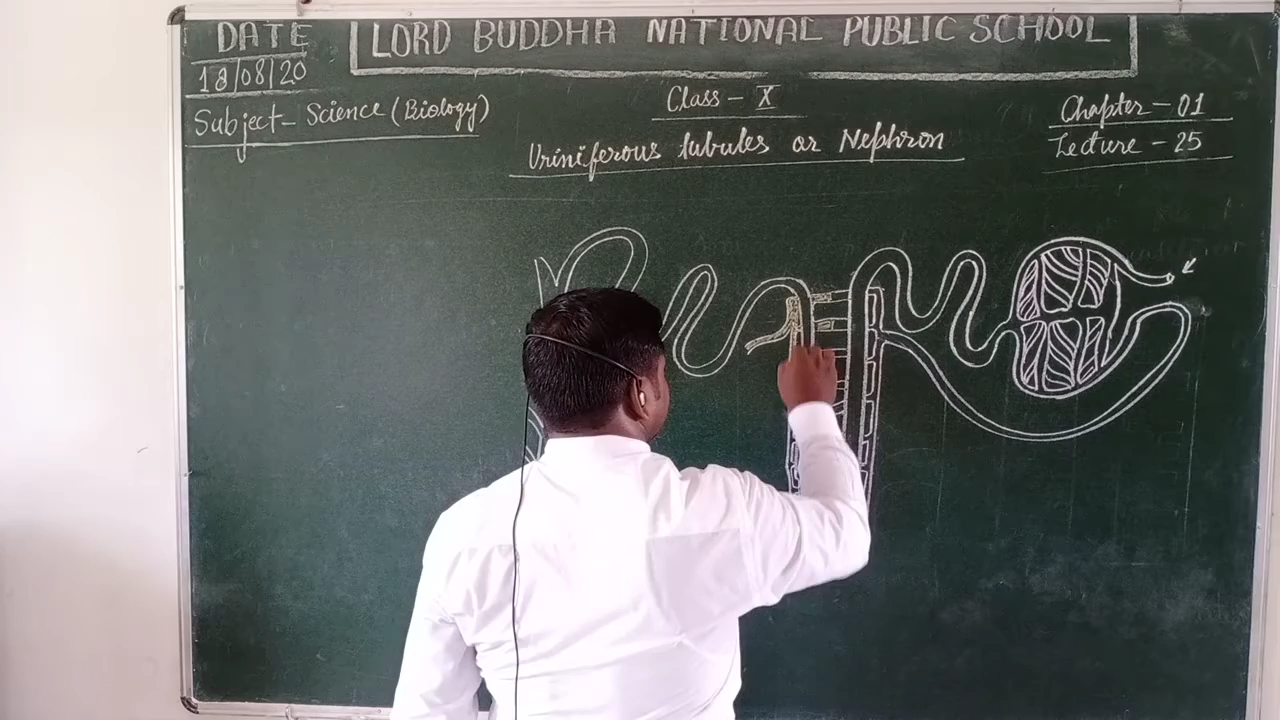 DATE
LORD BUDDHA NATIONAL PUBLIC SCHOOL
18/08/20
Subject- Science (Biology)
Class - X
Chapter - 01
Uriniferous tubules or Nephron
Lecture - 25